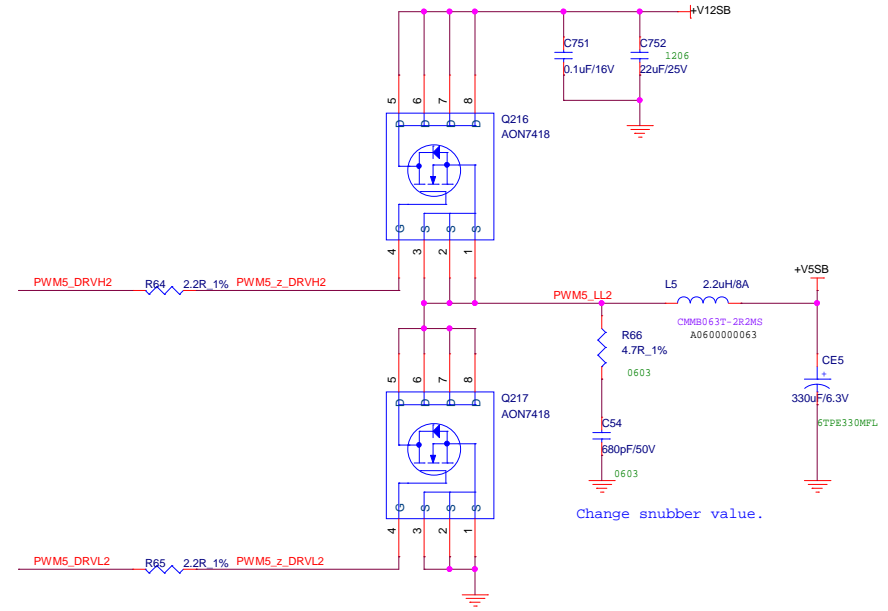 +V12SB
C751
C752
1206
0.1uF/16V
22uF/25V
5
6
7
8
D
D
D
D
Q216
AON7418
G
S
S
S
4
3
2
1
+V5SB
PWM5_DRVH2
R64
2.2R_1%
PWM5_z_DRVH2
L5
2.2uH/8A
PWM5_LL2
CMMB063T-2R2MS
A0600000063
R66
4.7R_1%
0603
CE5
+
330uF/6.3V
6TPE330MFL
5
6
7
8
D
D
D
D
Q217
AON7418
C54
680pF/50V
0603
G
S
S
S
Change snubber value.
4
3
2
1
PWM5_DRVL2
R65
2.2R_1%
PWM5_z_DRVL2